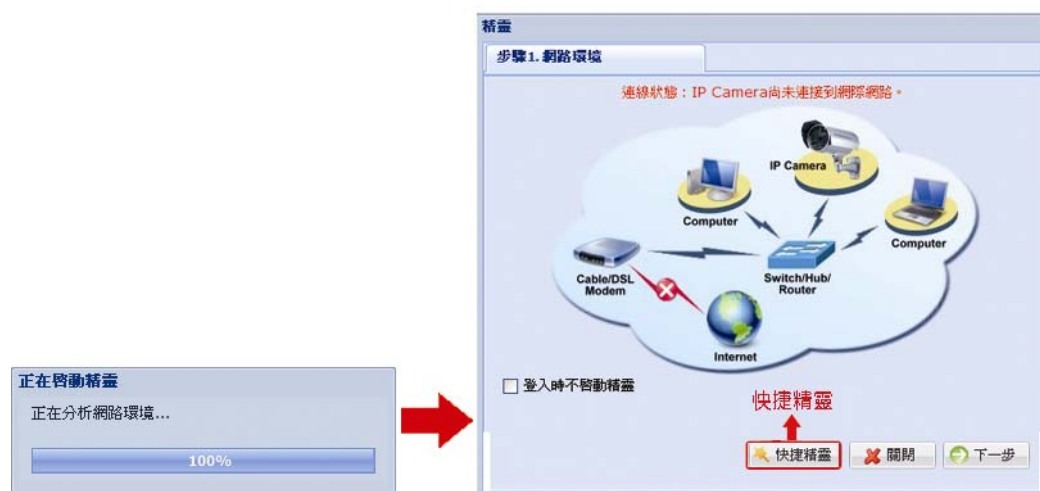 正在啓動精靈
正在分析網路環境...
100%
精靈
步驟1. 網路環境
連線狀態：IP Camera尚未連接到網際網路。
IP Camera
Computer
Computer
Cable/DSL
Modem
Switch/Hub/
Router
Internet
登入時不啓動精靈
快捷精靈
快捷精靈
關閉
下一步